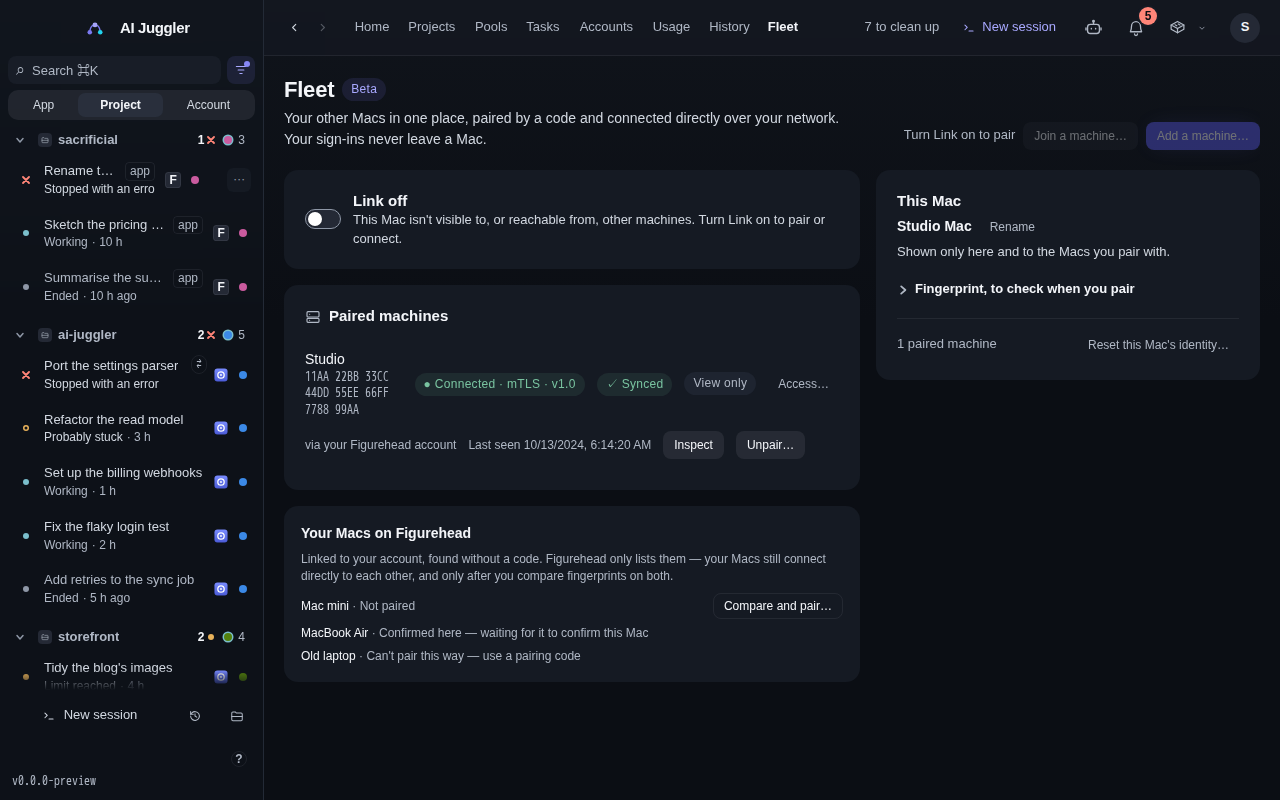 AI Juggler
Search ⌘K
App Project Account
sacrificial 1 3
Rename t… app F
Stopped with an erro
Sketch the pricing … app F
Working · 10 h
Summarise the su… app F
Ended · 10 h ago
ai-juggler 2 5
Port the settings parser
Stopped with an error
Refactor the read model
Probably stuck · 3 h
Set up the billing webhooks
Working · 1 h
Fix the flaky login test
Working · 2 h
Add retries to the sync job
Ended · 5 h ago
storefront 2 4
Tidy the blog's images
Limit reached · 4 h
New session
?
v0.0.0-preview
Home Projects Pools Tasks Accounts Usage History Fleet 7 to clean up New session 5 S
Fleet Beta
Your other Macs in one place, paired by a code and connected directly over your network.
Your sign-ins never leave a Mac.
Turn Link on to pair Join a machine… Add a machine…
Link off
This Mac isn't visible to, or reachable from, other machines. Turn Link on to pair or
connect.
Paired machines
Studio
11AA 22BB 33CC
44DD 55EE 66FF
7788 99AA
● Connected · mTLS · v1.0 ✓ Synced View only Access…
via your Figurehead account Last seen 10/13/2024, 6:14:20 AM Inspect Unpair…
Your Macs on Figurehead
Linked to your account, found without a code. Figurehead only lists them — your Macs still connect
directly to each other, and only after you compare fingerprints on both.
Mac mini · Not paired Compare and pair…
MacBook Air · Confirmed here — waiting for it to confirm this Mac
Old laptop · Can't pair this way — use a pairing code
This Mac
Studio Mac Rename
Shown only here and to the Macs you pair with.
Fingerprint, to check when you pair
1 paired machine Reset this Mac's identity…